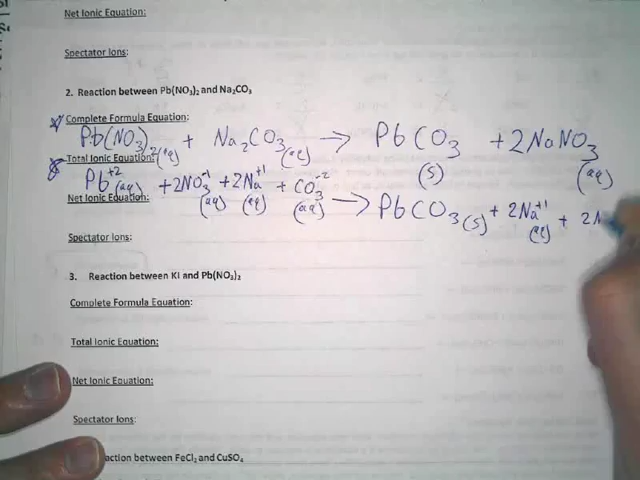 Net Ionic Equation:
Spectator Ions:
2. Reaction between Pb(NO₃)₂ and Na₂CO₃
Complete Formula Equation:
Pb(NO₃)₂(aq) + Na₂CO₃(aq) → PbCO₃(s) + 2NaNO₃(aq)
Total Ionic Equation:
Pb⁺²(aq) + 2NO₃⁻¹(aq) + 2Na⁺¹(aq) + CO₃⁻²(aq) → PbCO₃(s) + 2Na⁺¹(aq) + 2N
Net Ionic Equation:
Spectator Ions:
3. Reaction between KI and Pb(NO₃)₂
Complete Formula Equation:
Total Ionic Equation:
Net Ionic Equation:
Spectator Ions:
action between FeCl₂ and CuSO₄